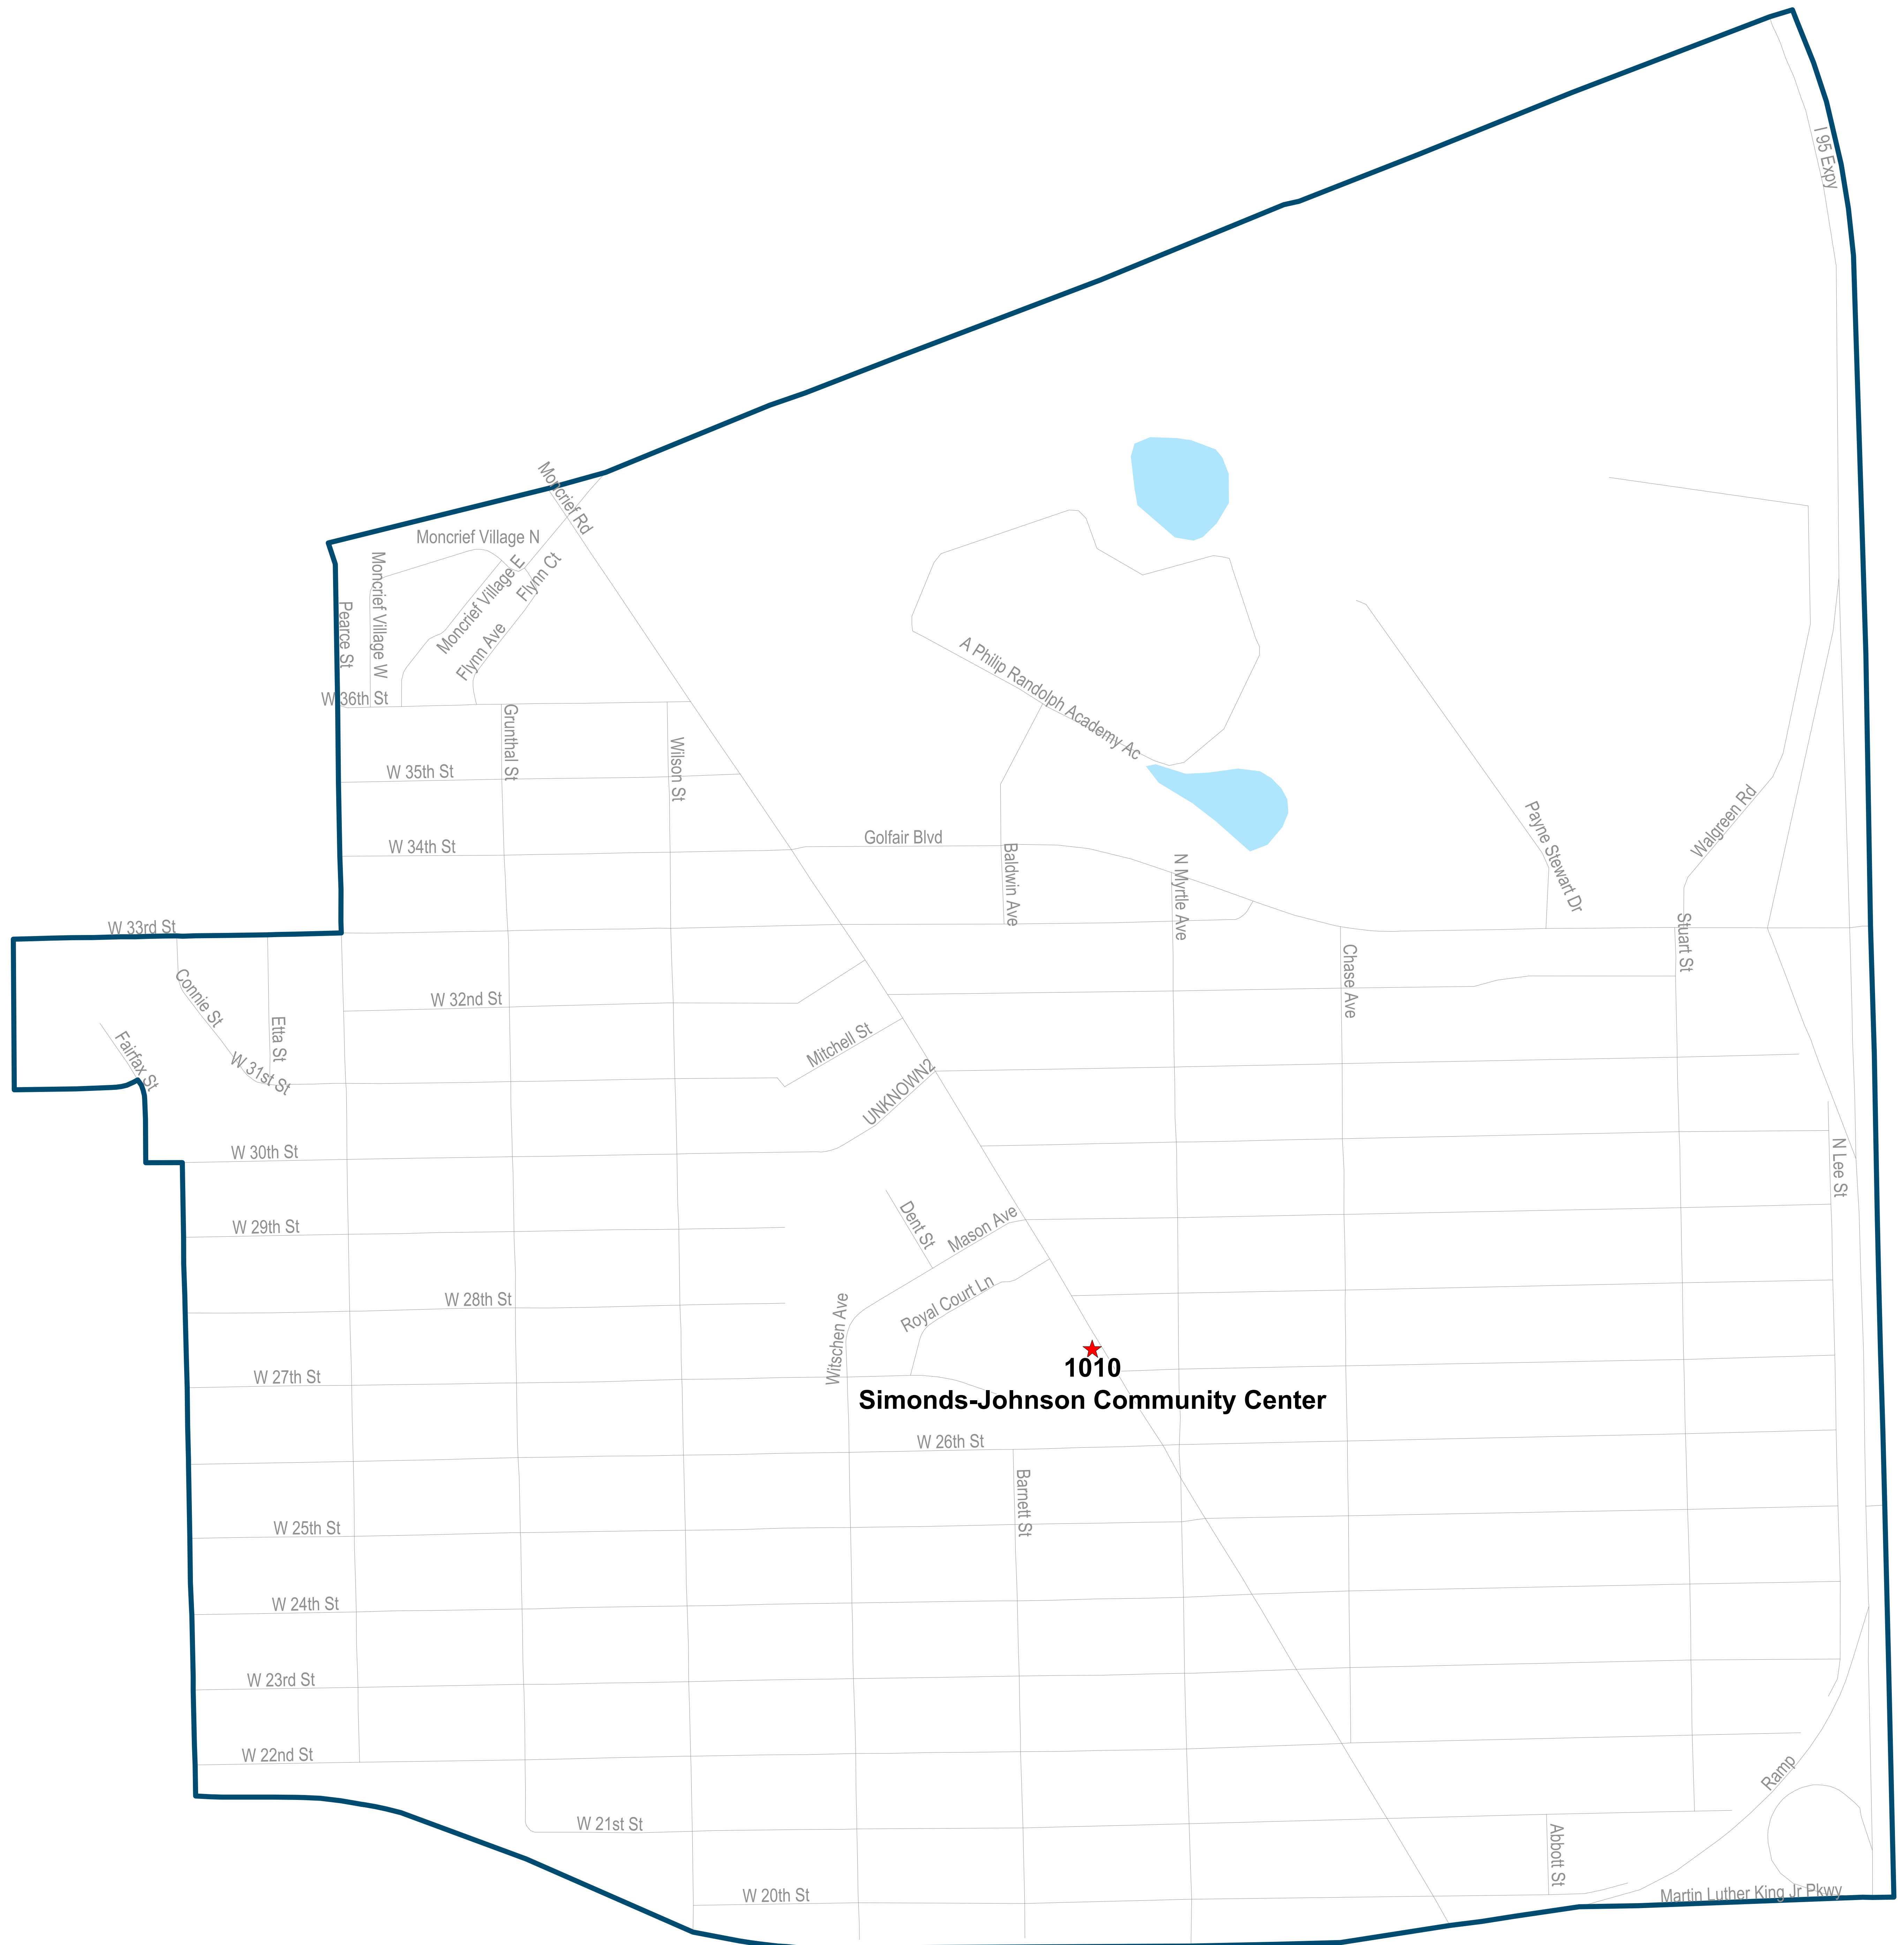 I 95 Expy
Moncrief Rd
Moncrief Village N
Moncrief Village E
Flynn Ct
Moncrief Village W
Pearce St
Flynn Ave
A Philip Randolph Academy Ac
W 36th St
Grunthal St
Wilson St
W 35th St
Walgreen Rd
Payne Stewart Dr
Golfair Blvd
W 34th St
Baldwin Ave
N Myrtle Ave
W 33rd St
Stuart St
Chase Ave
Connie St
W 32nd St
Etta St
Mitchell St
Fairfax St
W 31st St
UNKNOWN2
W 30th St
N Lee St
Dent St
Mason Ave
W 29th St
Royal Court Ln
W 28th St
Witschen Ave
1010
Simonds-Johnson Community Center
W 27th St
W 26th St
Barnett St
W 25th St
W 24th St
W 23rd St
W 22nd St
Ramp
W 21st St
Abbott St
W 20th St
Martin Luther King Jr Pkwy